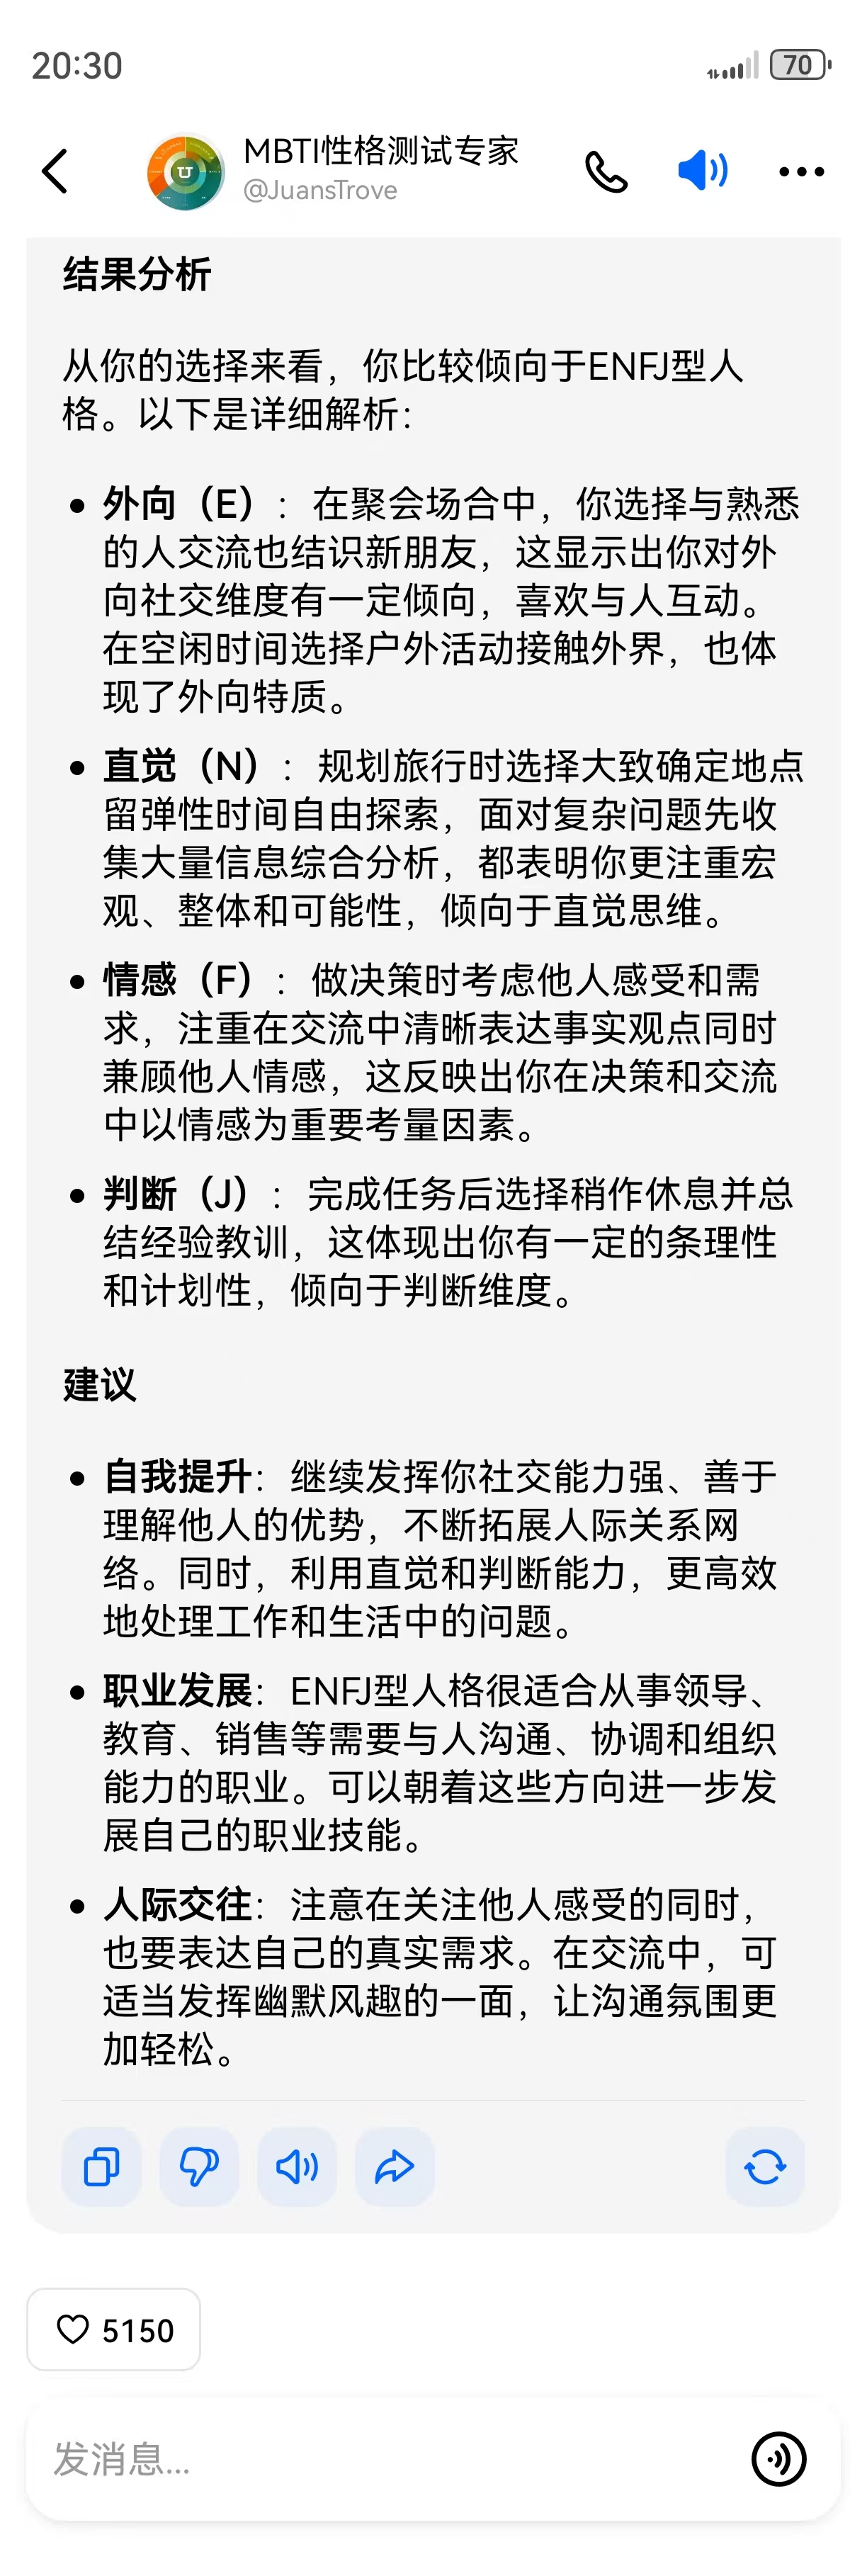 20:30
70
MBTI性格测试专家
@JuansTrove
结果分析
从你的选择来看，你比较倾向于ENFJ型人
格。以下是详细解析：
• 外向（E）：在聚会场合中，你选择与熟悉
的人交流也结识新朋友，这显示出你对外
向社交维度有一定倾向，喜欢与人互动。
在空闲时间选择户外活动接触外界，也体
现了外向特质。
• 直觉（N）：规划旅行时选择大致确定地点
留弹性时间自由探索，面对复杂问题先收
集大量信息综合分析，都表明你更注重宏
观、整体和可能性，倾向于直觉思维。
• 情感（F）：做决策时考虑他人感受和需
求，注重在交流中清晰表达事实观点同时
兼顾他人情感，这反映出你在决策和交流
中以情感为重要考量因素。
• 判断（J）：完成任务后选择稍作休息并总
结经验教训，这体现出你有一定的条理性
和计划性，倾向于判断维度。
建议
• 自我提升：继续发挥你社交能力强、善于
理解他人的优势，不断拓展人际关系网
络。同时，利用直觉和判断能力，更高效
地处理工作和生活中的问题。
• 职业发展：ENFJ型人格很适合从事领导、
教育、销售等需要与人沟通、协调和组织
能力的职业。可以朝着这些方向进一步发
展自己的职业技能。
• 人际交往：注意在关注他人感受的同时，
也要表达自己的真实需求。在交流中，可
适当发挥幽默风趣的一面，让沟通氛围更
加轻松。
5150
发消息...